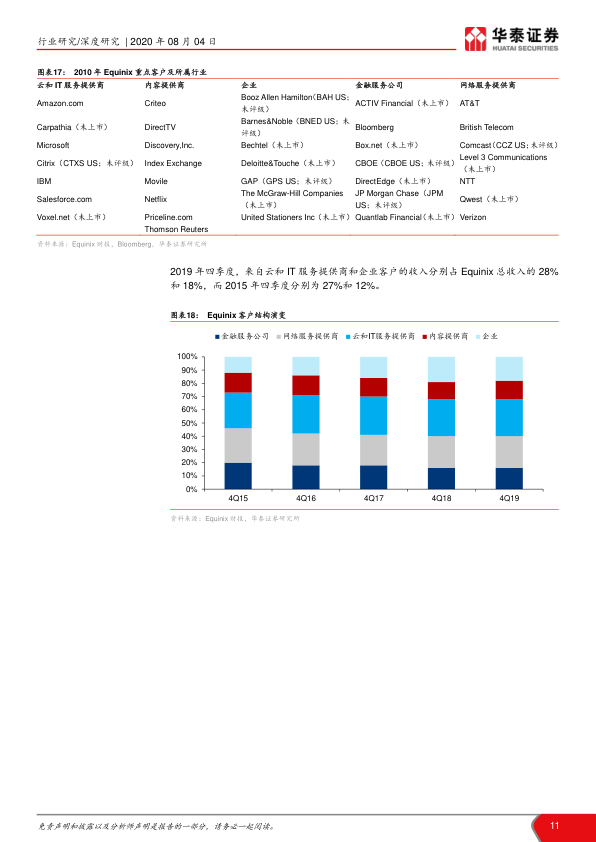 行业研究/深度研究 | 2020 年 08 月 04 日
华泰证券
HUATAI SECURITIES
图表17： 2010 年 Equinix 重点客户及所属行业
云和 IT 服务提供商 内容提供商 企业 金融服务公司 网络服务提供商
Amazon.com Criteo Booz Allen Hamilton（BAH US；未评级） ACTIV Financial（未上市） AT&T
Carpathia（未上市） DirectTV Barnes&Noble（BNED US；未评级） Bloomberg British Telecom
Microsoft Discovery,Inc. Bechtel（未上市） Box.net（未上市） Comcast（CCZ US；未评级）
Citrix（CTXS US；未评级） Index Exchange Deloitte&Touche（未上市） CBOE（CBOE US；未评级） Level 3 Communications（未上市）
IBM Movile GAP（GPS US；未评级） DirectEdge（未上市） NTT
Salesforce.com Netflix The McGraw-Hill Companies（未上市） JP Morgan Chase（JPM US；未评级） Qwest（未上市）
Voxel.net（未上市） Priceline.com United Stationers Inc（未上市） Quantlab Financial（未上市） Verizon
Thomson Reuters
资料来源：Equinix 财报，Bloomberg，华泰证券研究所
2019 年四季度，来自云和 IT 服务提供商和企业客户的收入分别占 Equinix 总收入的 28%
和 18%，而 2015 年四季度分别为 27%和 12%。
图表18： Equinix 客户结构演变
金融服务公司 网络服务提供商 云和IT服务提供商 内容提供商 企业
100%
90%
80%
70%
60%
50%
40%
30%
20%
10%
0%
4Q15 4Q16 4Q17 4Q18 4Q19
资料来源：Equinix 财报，华泰证券研究所
免责声明和披露以及分析师声明是报告的一部分，请务必一起阅读。
11